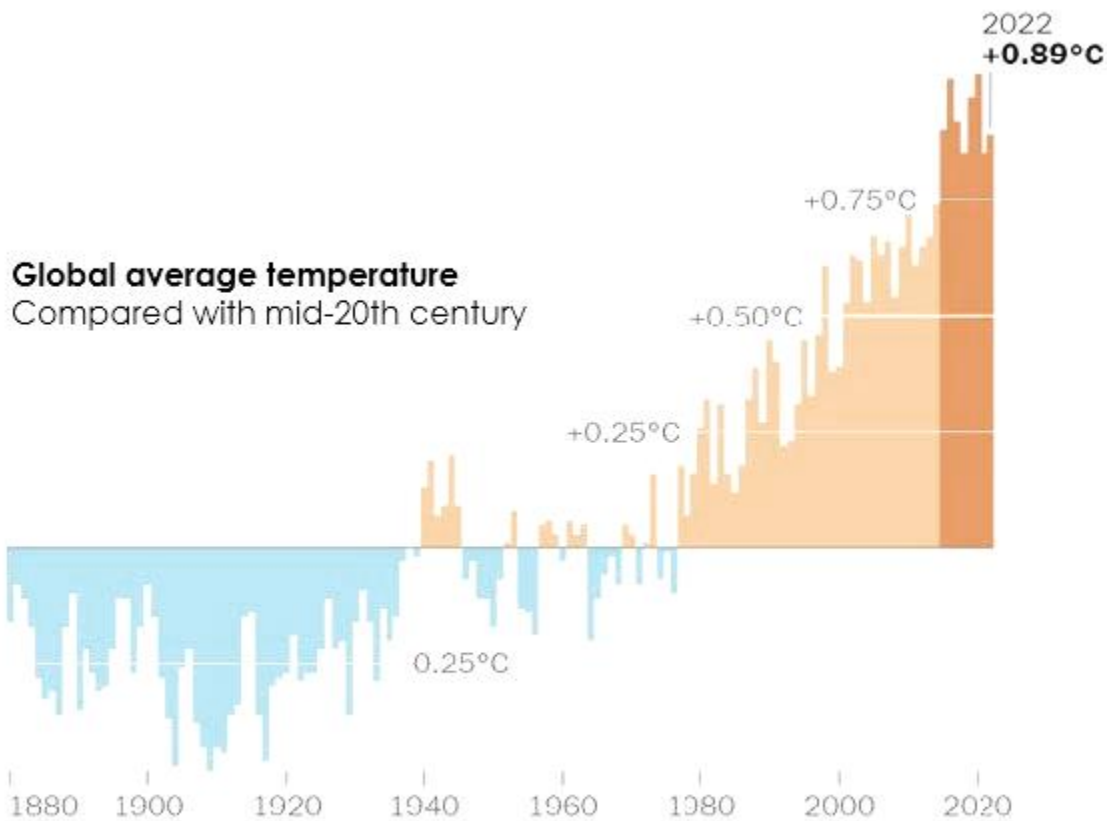 2022
+0.89°C
+0.75°C
Global average temperature
Compared with mid-20th century
+0.50°C
+0.25°C
0.25°C
1880 1900 1920 1940 1960 1980 2000 2020